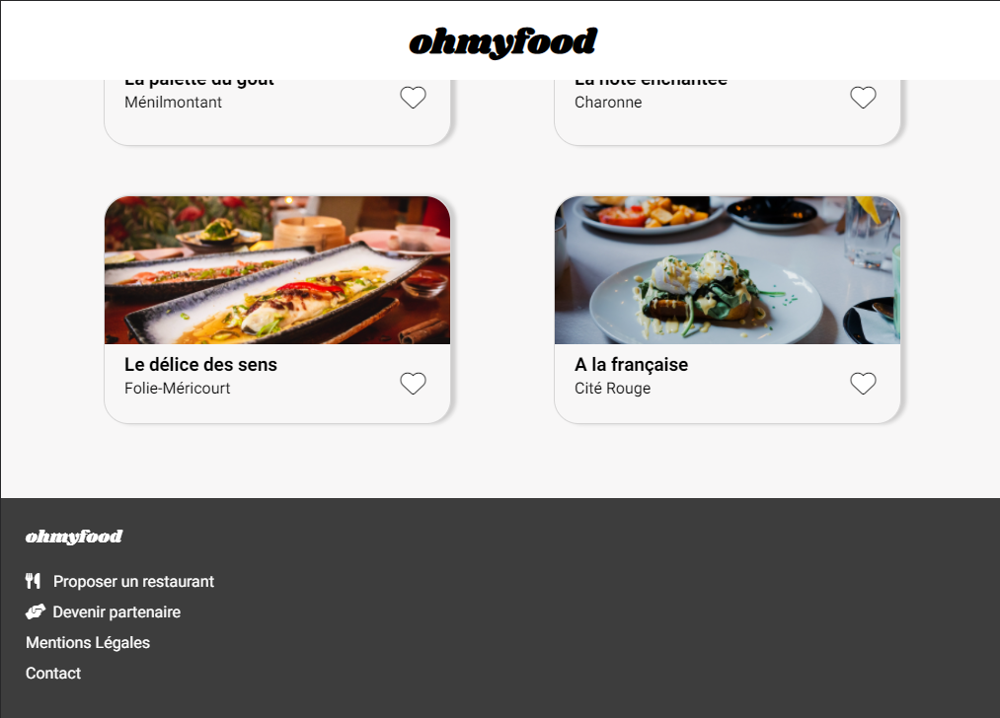 ohmyfood
La palette du goût
La note enchantée
Ménilmontant
Charonne
Le délice des sens
A la française
Folie-Méricourt
Cité Rouge
ohmyfood
Proposer un restaurant
Devenir partenaire
Mentions Légales
Contact